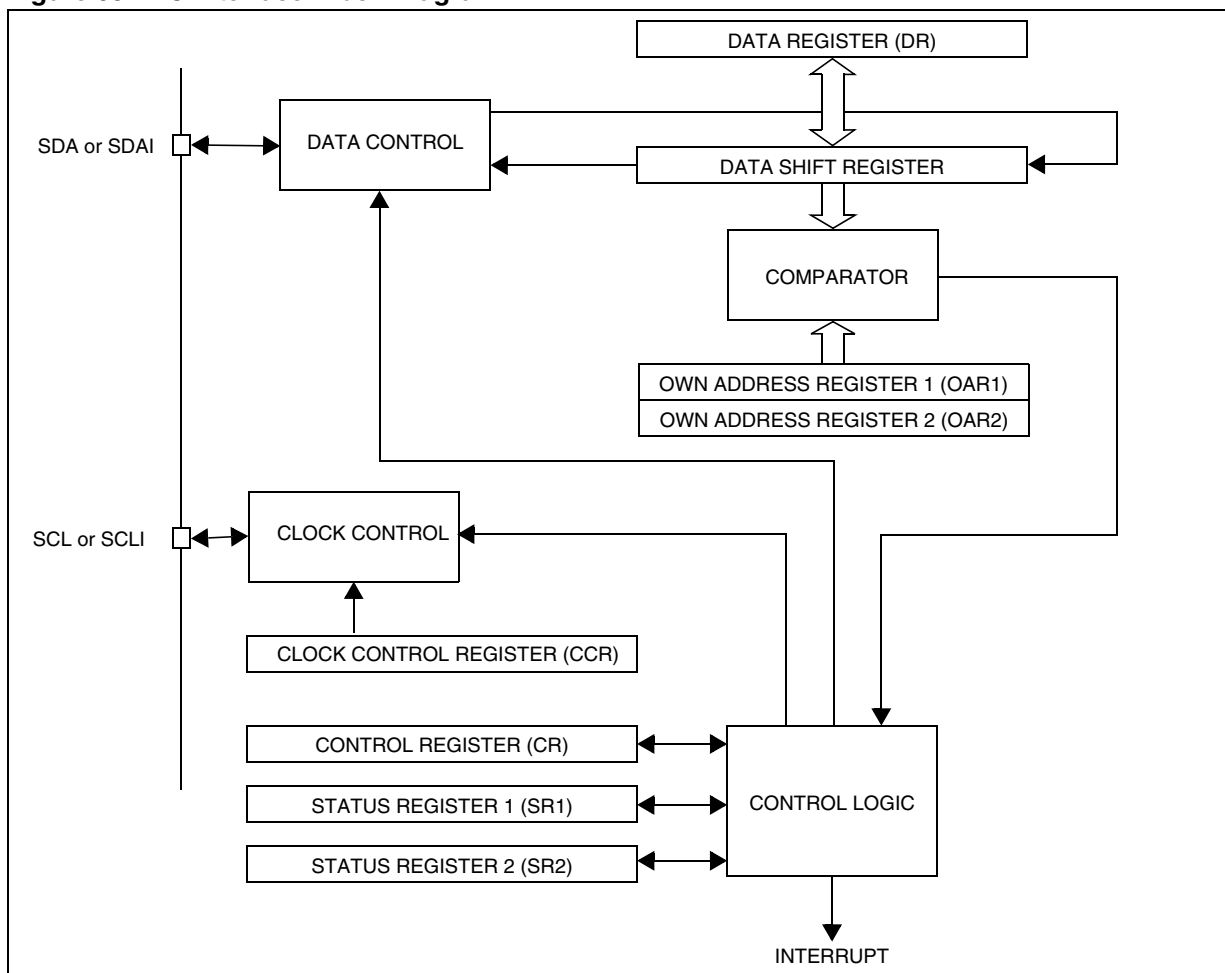 DATA REGISTER (DR)
DATA CONTROL
SDA or SDAI
DATA SHIFT REGISTER
COMPARATOR
OWN ADDRESS REGISTER 1 (OAR1)
OWN ADDRESS REGISTER 2 (OAR2)
SCL or SCLI
CLOCK CONTROL
CLOCK CONTROL REGISTER (CCR)
CONTROL REGISTER (CR)
STATUS REGISTER 1 (SR1)
CONTROL LOGIC
STATUS REGISTER 2 (SR2)
INTERRUPT